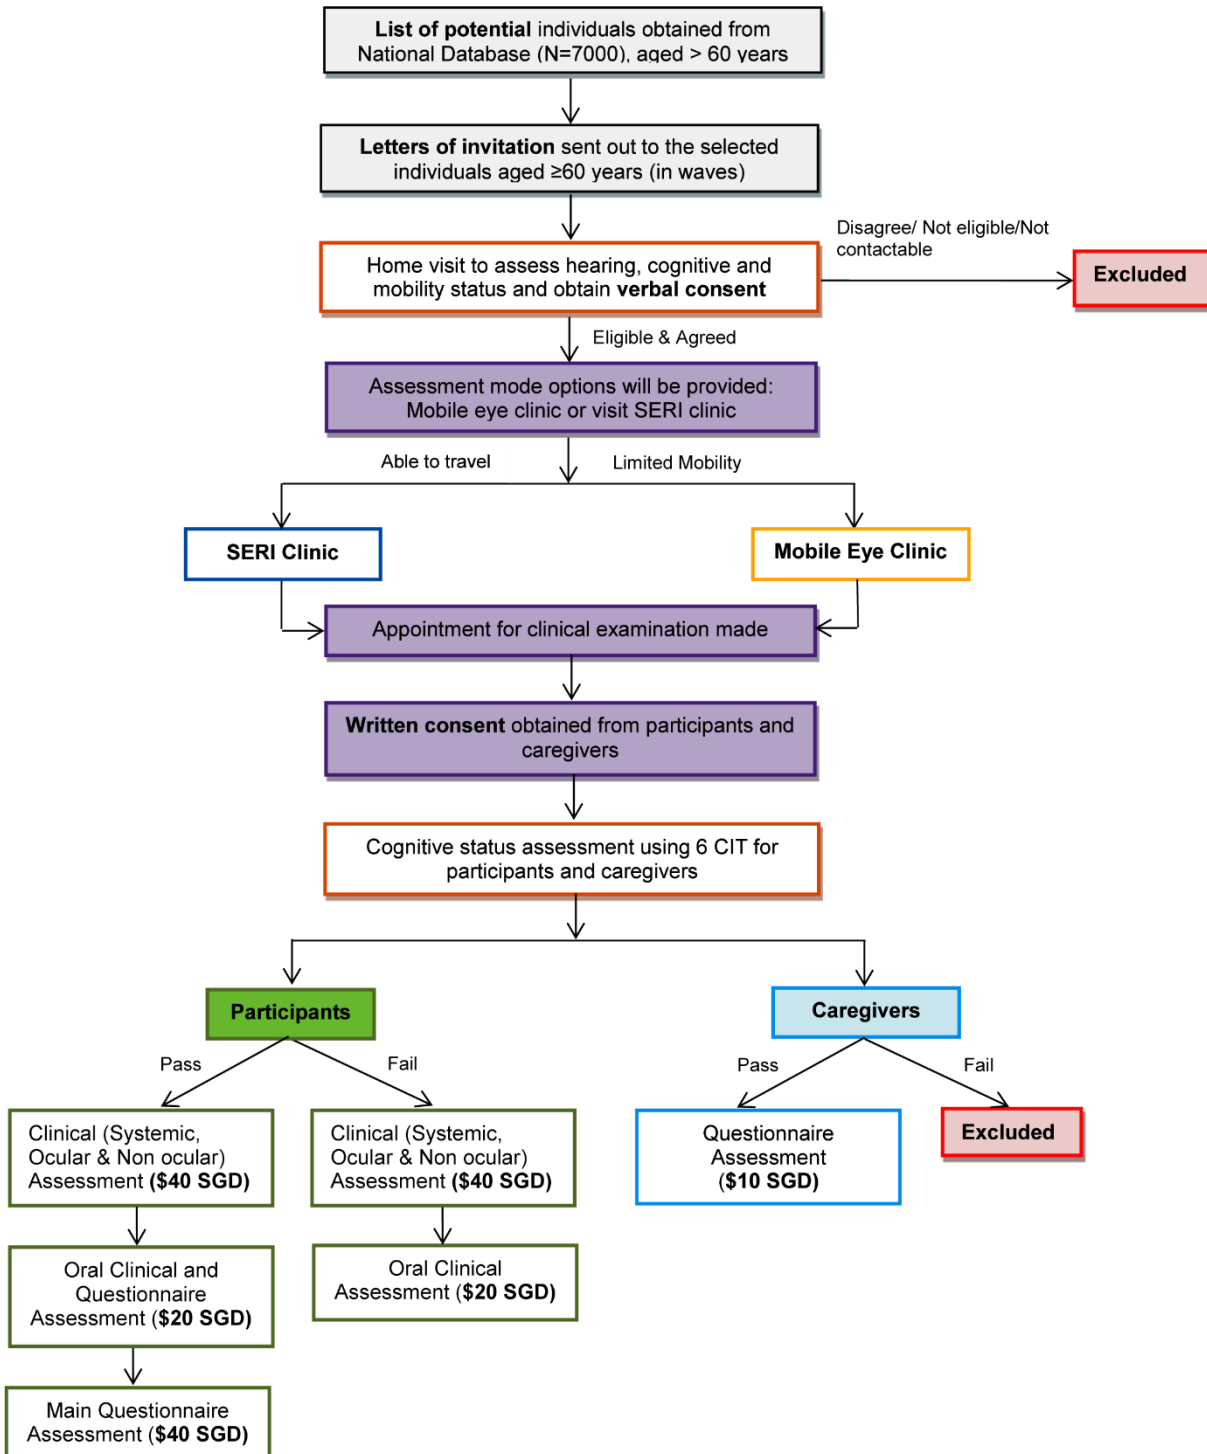 List of potential individuals obtained from
National Database (N=7000), aged > 60 years
Letters of invitation sent out to the selected
individuals aged ≥60 years (in waves)
Disagree/ Not eligible/Not
contactable
Home visit to assess hearing, cognitive and
mobility status and obtain verbal consent
Excluded
Eligible & Agreed
Assessment mode options will be provided:
Mobile eye clinic or visit SERI clinic
Able to travel
Limited Mobility
SERI Clinic
Mobile Eye Clinic
Appointment for clinical examination made
Written consent obtained from participants and
caregivers
Cognitive status assessment using 6 CIT for
participants and caregivers
Participants
Caregivers
Pass
Fail
Pass
Fail
Clinical (Systemic,
Ocular & Non ocular)
Assessment ($40 SGD)
Clinical (Systemic,
Ocular & Non ocular)
Assessment ($40 SGD)
Questionnaire
Assessment
($10 SGD)
Excluded
Oral Clinical and
Questionnaire
Assessment ($20 SGD)
Oral Clinical
Assessment ($20 SGD)
Main Questionnaire
Assessment ($40 SGD)